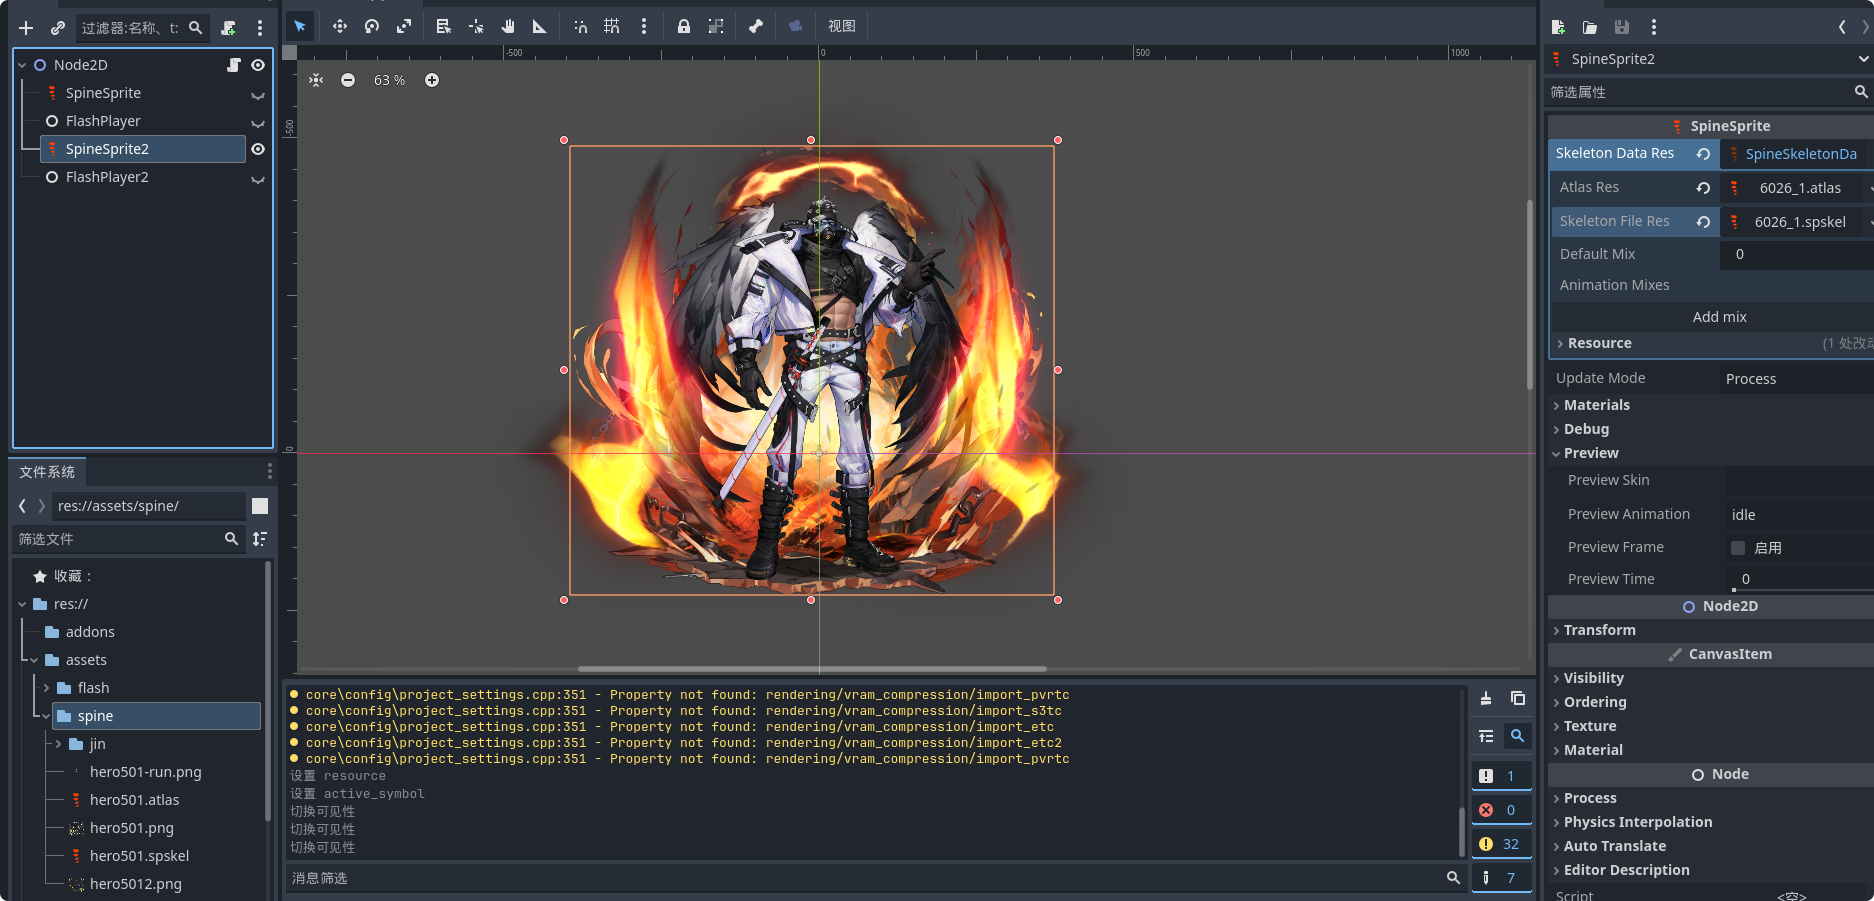 过滤器:名称、t:
Node2D
SpineSprite
FlashPlayer
SpineSprite2
FlashPlayer2
文件系统
res://assets/spine/
筛选文件
收藏：
res://
addons
assets
flash
spine
jin
hero501-run.png
hero501.atlas
hero501.png
hero501.spskel
hero5012.png
视图
-500
0
500
1000
-500
0
63 %
core\config\project_settings.cpp:351 - Property not found: rendering/vram_compression/import_pvrtc
core\config\project_settings.cpp:351 - Property not found: rendering/vram_compression/import_s3tc
core\config\project_settings.cpp:351 - Property not found: rendering/vram_compression/import_etc
core\config\project_settings.cpp:351 - Property not found: rendering/vram_compression/import_etc2
core\config\project_settings.cpp:351 - Property not found: rendering/vram_compression/import_pvrtc
设置 resource
设置 active_symbol
切换可见性
切换可见性
切换可见性
消息筛选
1
0
32
7
SpineSprite2
筛选属性
SpineSprite
Skeleton Data Res SpineSkeletonDa
Atlas Res 6026_1.atlas
Skeleton File Res 6026_1.spskel
Default Mix 0
Animation Mixes
Add mix
Resource (1 处改动
Update Mode Process
Materials
Debug
Preview
Preview Skin
Preview Animation idle
Preview Frame 启用
Preview Time 0
Node2D
Transform
CanvasItem
Visibility
Ordering
Texture
Material
Node
Process
Physics Interpolation
Auto Translate
Editor Description
Script <空>